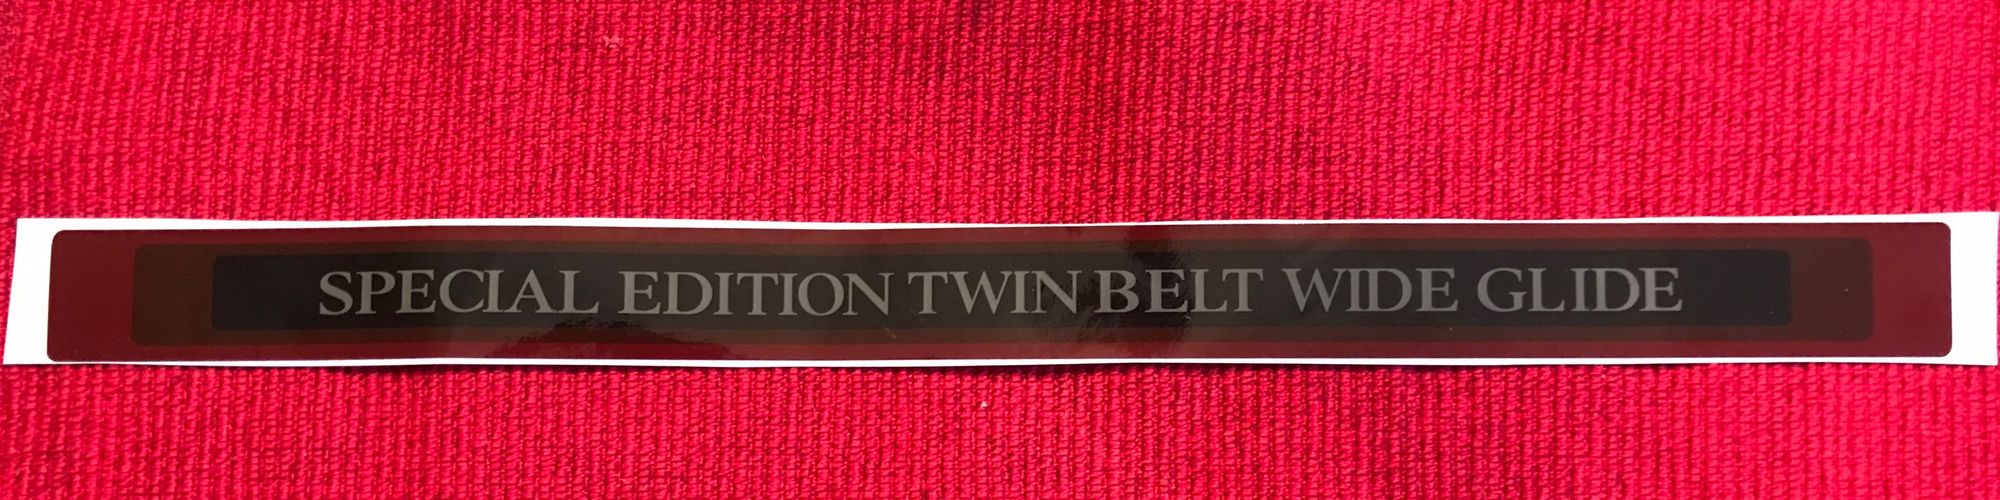 SPECIAL EDITION TWIN BELT WIDE GLIDE